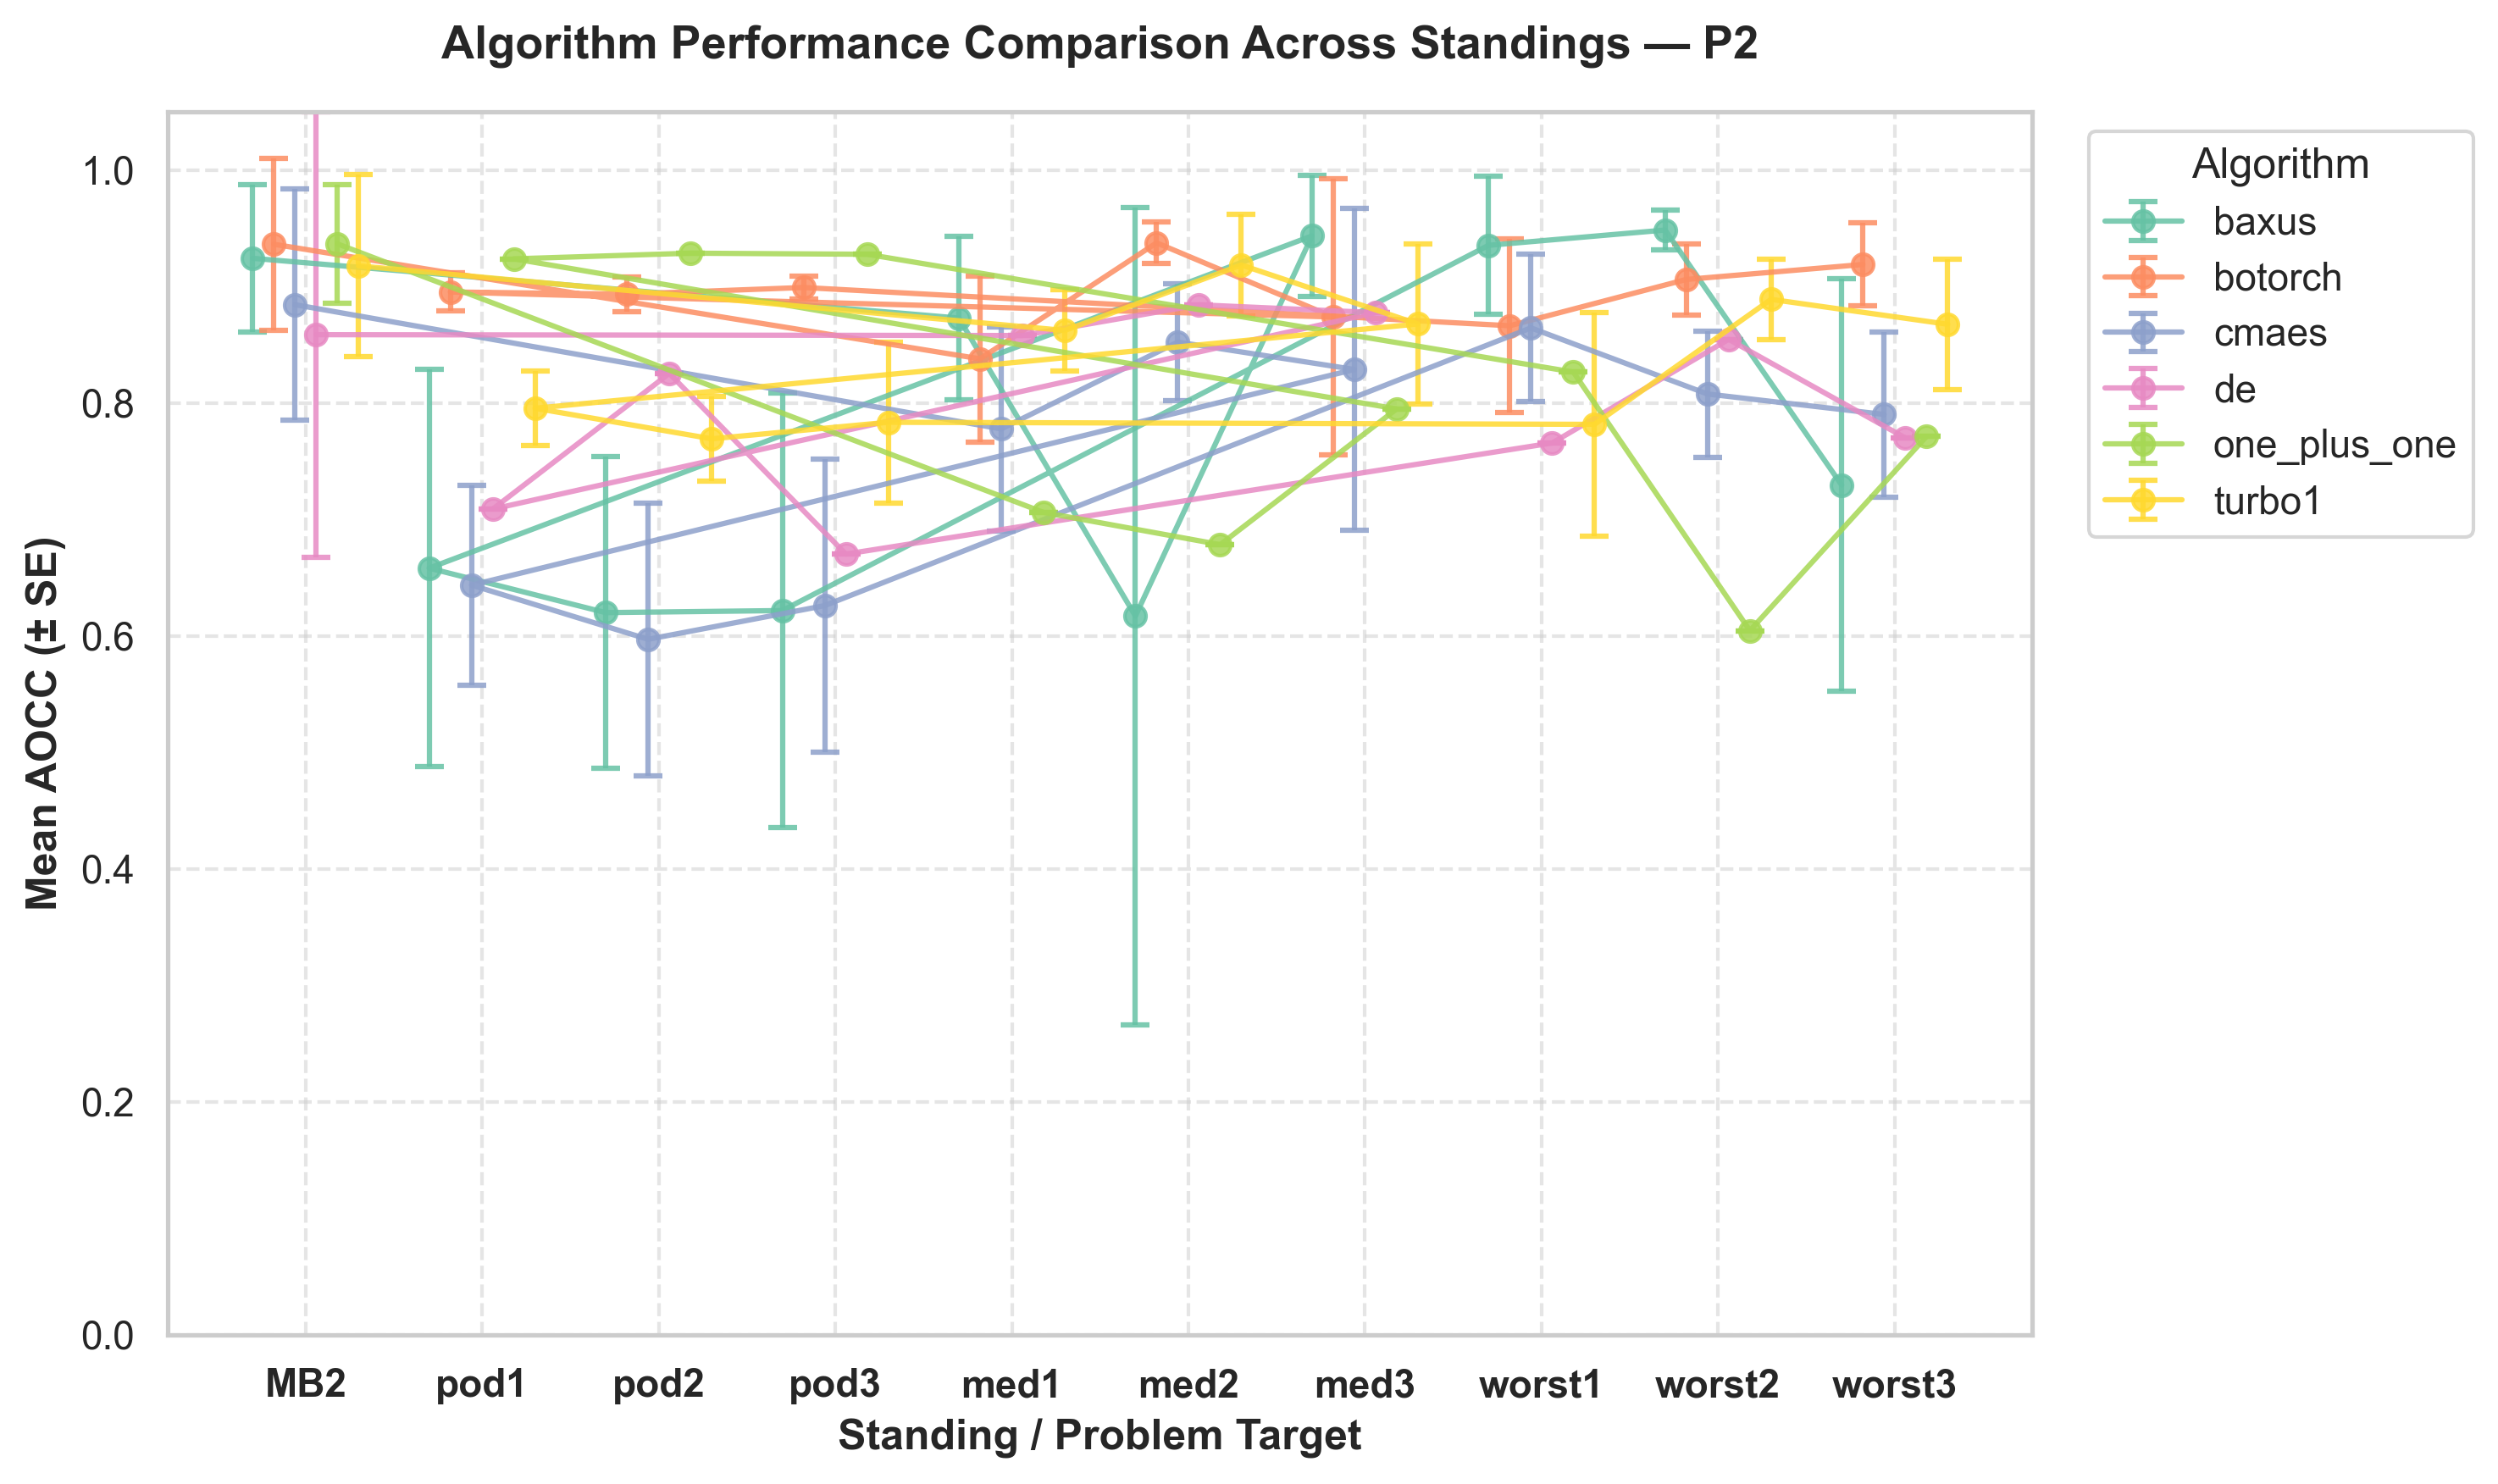 Algorithm Performance Comparison Across Standings — P2
Mean AOCC (± SE)
1.0
0.8
0.6
0.4
0.2
0.0
MB2 pod1 pod2 pod3 med1 med2 med3 worst1 worst2 worst3
Standing / Problem Target
Algorithm
baxus
botorch
cmaes
de
one_plus_one
turbo1